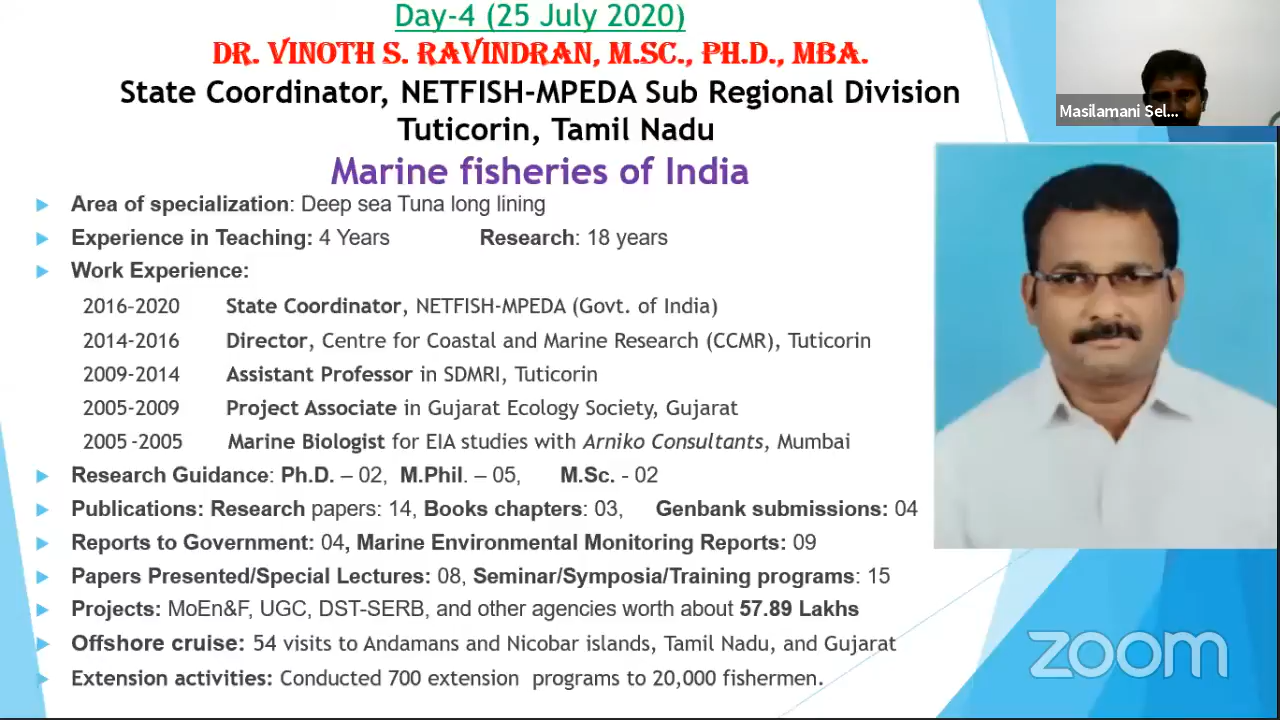 Day-4 (25 July 2020)
DR. VINOTH S. RAVINDRAN, M.SC., PH.D., MBA.
State Coordinator, NETFISH-MPEDA Sub Regional Division
Tuticorin, Tamil Nadu
Marine fisheries of India
Area of specialization: Deep sea Tuna long lining
Experience in Teaching: 4 Years Research: 18 years
Work Experience:
2016-2020 State Coordinator, NETFISH-MPEDA (Govt. of India)
2014-2016 Director, Centre for Coastal and Marine Research (CCMR), Tuticorin
2009-2014 Assistant Professor in SDMRI, Tuticorin
2005-2009 Project Associate in Gujarat Ecology Society, Gujarat
2005 -2005 Marine Biologist for EIA studies with Arniko Consultants, Mumbai
Research Guidance: Ph.D. – 02, M.Phil. – 05, M.Sc. - 02
Publications: Research papers: 14, Books chapters: 03, Genbank submissions: 04
Reports to Government: 04, Marine Environmental Monitoring Reports: 09
Papers Presented/Special Lectures: 08, Seminar/Symposia/Training programs: 15
Projects: MoEn&F, UGC, DST-SERB, and other agencies worth about 57.89 Lakhs
Offshore cruise: 54 visits to Andamans and Nicobar islands, Tamil Nadu, and Gujarat
Extension activities: Conducted 700 extension programs to 20,000 fishermen.
Masilamani Sel...
zoom